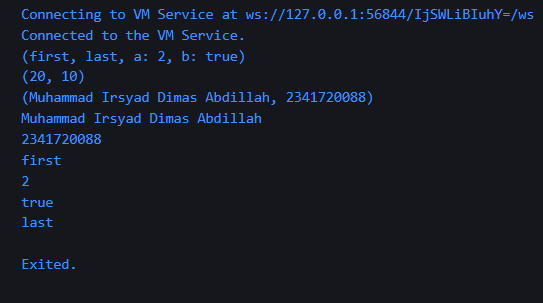 Connecting to VM Service at ws://127.0.0.1:56844/IjSWLiBIuhY=/ws
Connected to the VM Service.
(first, last, a: 2, b: true)
(20, 10)
(Muhammad Irsyad Dimas Abdillah, 2341720088)
Muhammad Irsyad Dimas Abdillah
2341720088
first
2
true
last
Exited.